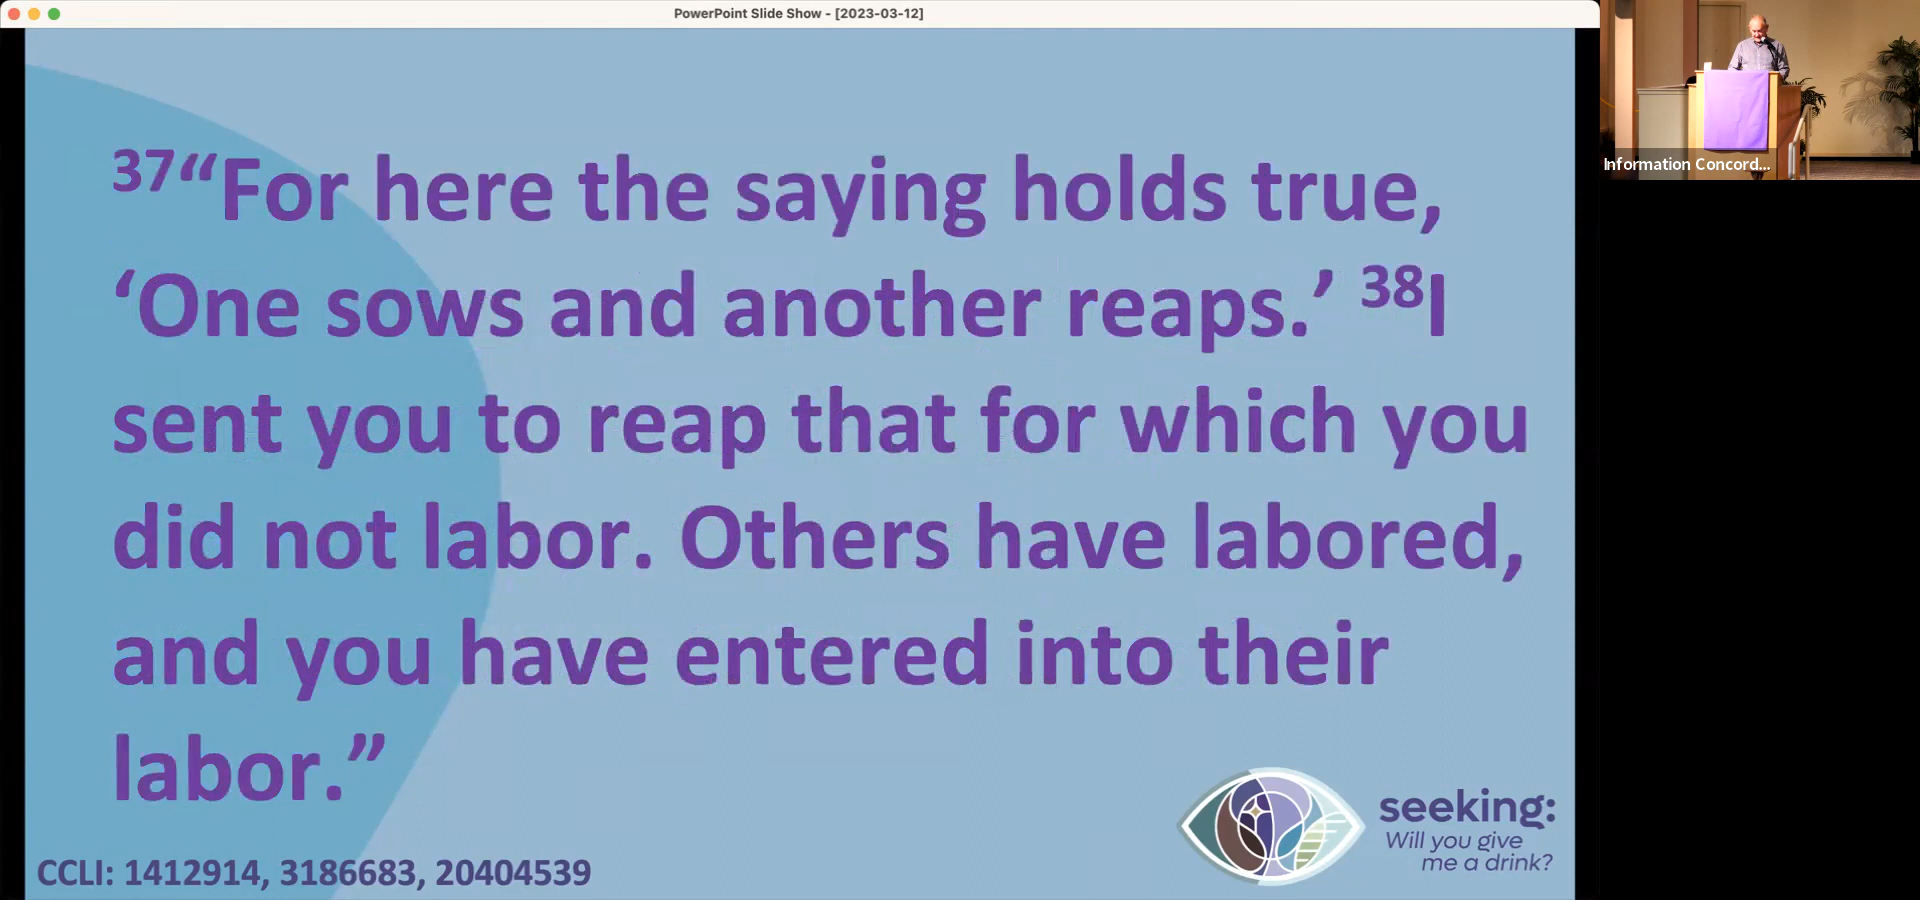 PowerPoint Slide Show - [2023-03-12]
37“For here the saying holds true,
‘One sows and another reaps.’ 38I
sent you to reap that for which you
did not labor. Others have labored,
and you have entered into their
labor.”
seeking:
Will you give
me a drink?
CCLI: 1412914, 3186683, 20404539
Information Concord...